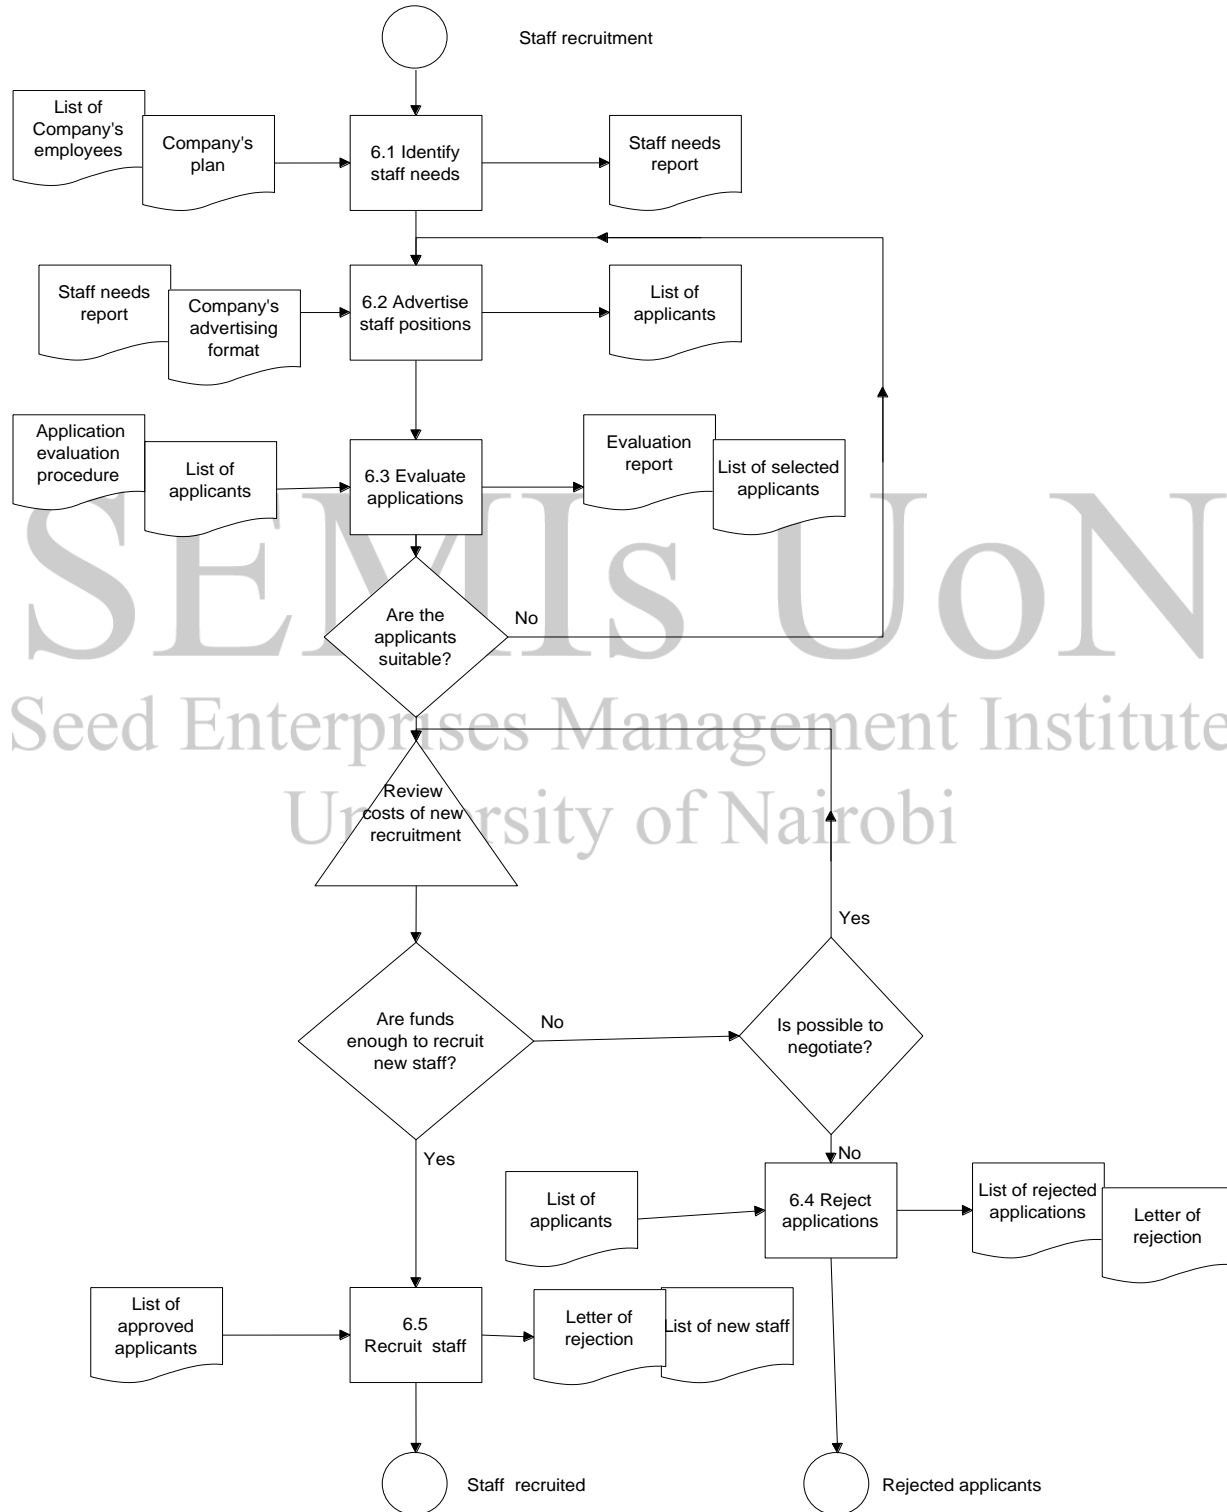 Staff recruitment
List of
Company's
employees
Company's
plan
6.1 Identify
staff needs
Staff needs
report
Staff needs
report
Company's
advertising
format
6.2 Advertise
staff positions
List of
applicants
Application
evaluation
procedure
List of
applicants
6.3 Evaluate
applications
Evaluation
report
List of selected
applicants
SEMIs UoN
Are the
applicants
suitable?
No
Seed Enterprises Management Institute
University of Nairobi
Review
costs of new
recruitment
Yes
Are funds
enough to recruit
new staff?
No
Is possible to
negotiate?
Yes
No
List of
applicants
6.4 Reject
applications
List of rejected
applications
Letter of
rejection
List of
approved
applicants
6.5
Recruit staff
Letter of
rejection
List of new staff
Staff recruited
Rejected applicants